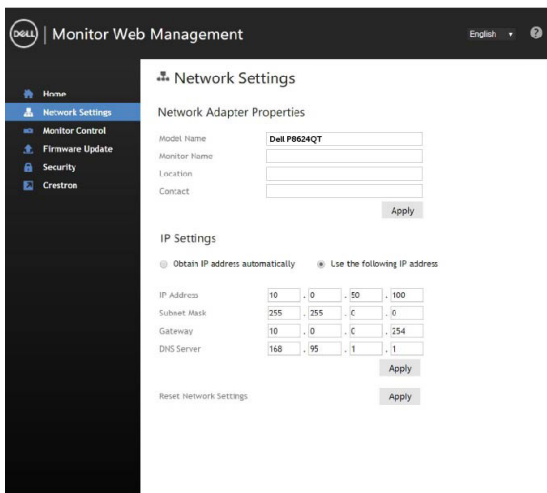 DELL | Monitor Web Management English
Home
Network Settings
Monitor Control
Firmware Update
Security
Crestron
Network Settings
Network Adapter Properties
Model Name Dell P8624QT
Monitor Name
Location
Contact
Apply
IP Settings
Obtain IP address automatically Use the following IP address
IP Address 10 . 0 . 50 . 100
Subnet Mask 255 . 255 . 0 . 0
Gateway 10 . 0 . 0 . 254
DNS Server 168 . 95 . 1 . 1
Apply
Reset Network Settings Apply